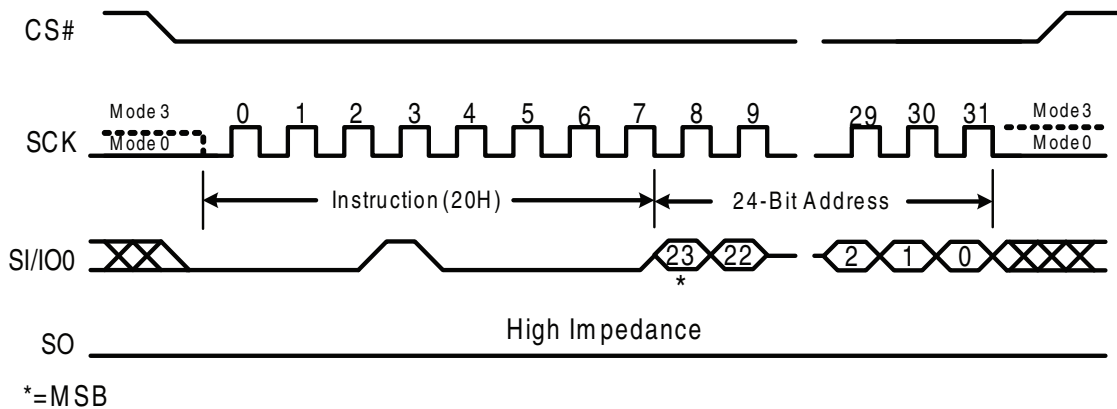 CS#
Mode 3
0 1 2 3 4 5 6 7 8 9 29 30 31
Mode 3
SCK
Mode 0
Mode 0
Instruction (20H)
24-Bit Address
SI/IO0
23 22 2 1 0
*
High Impedance
SO
*=MSB